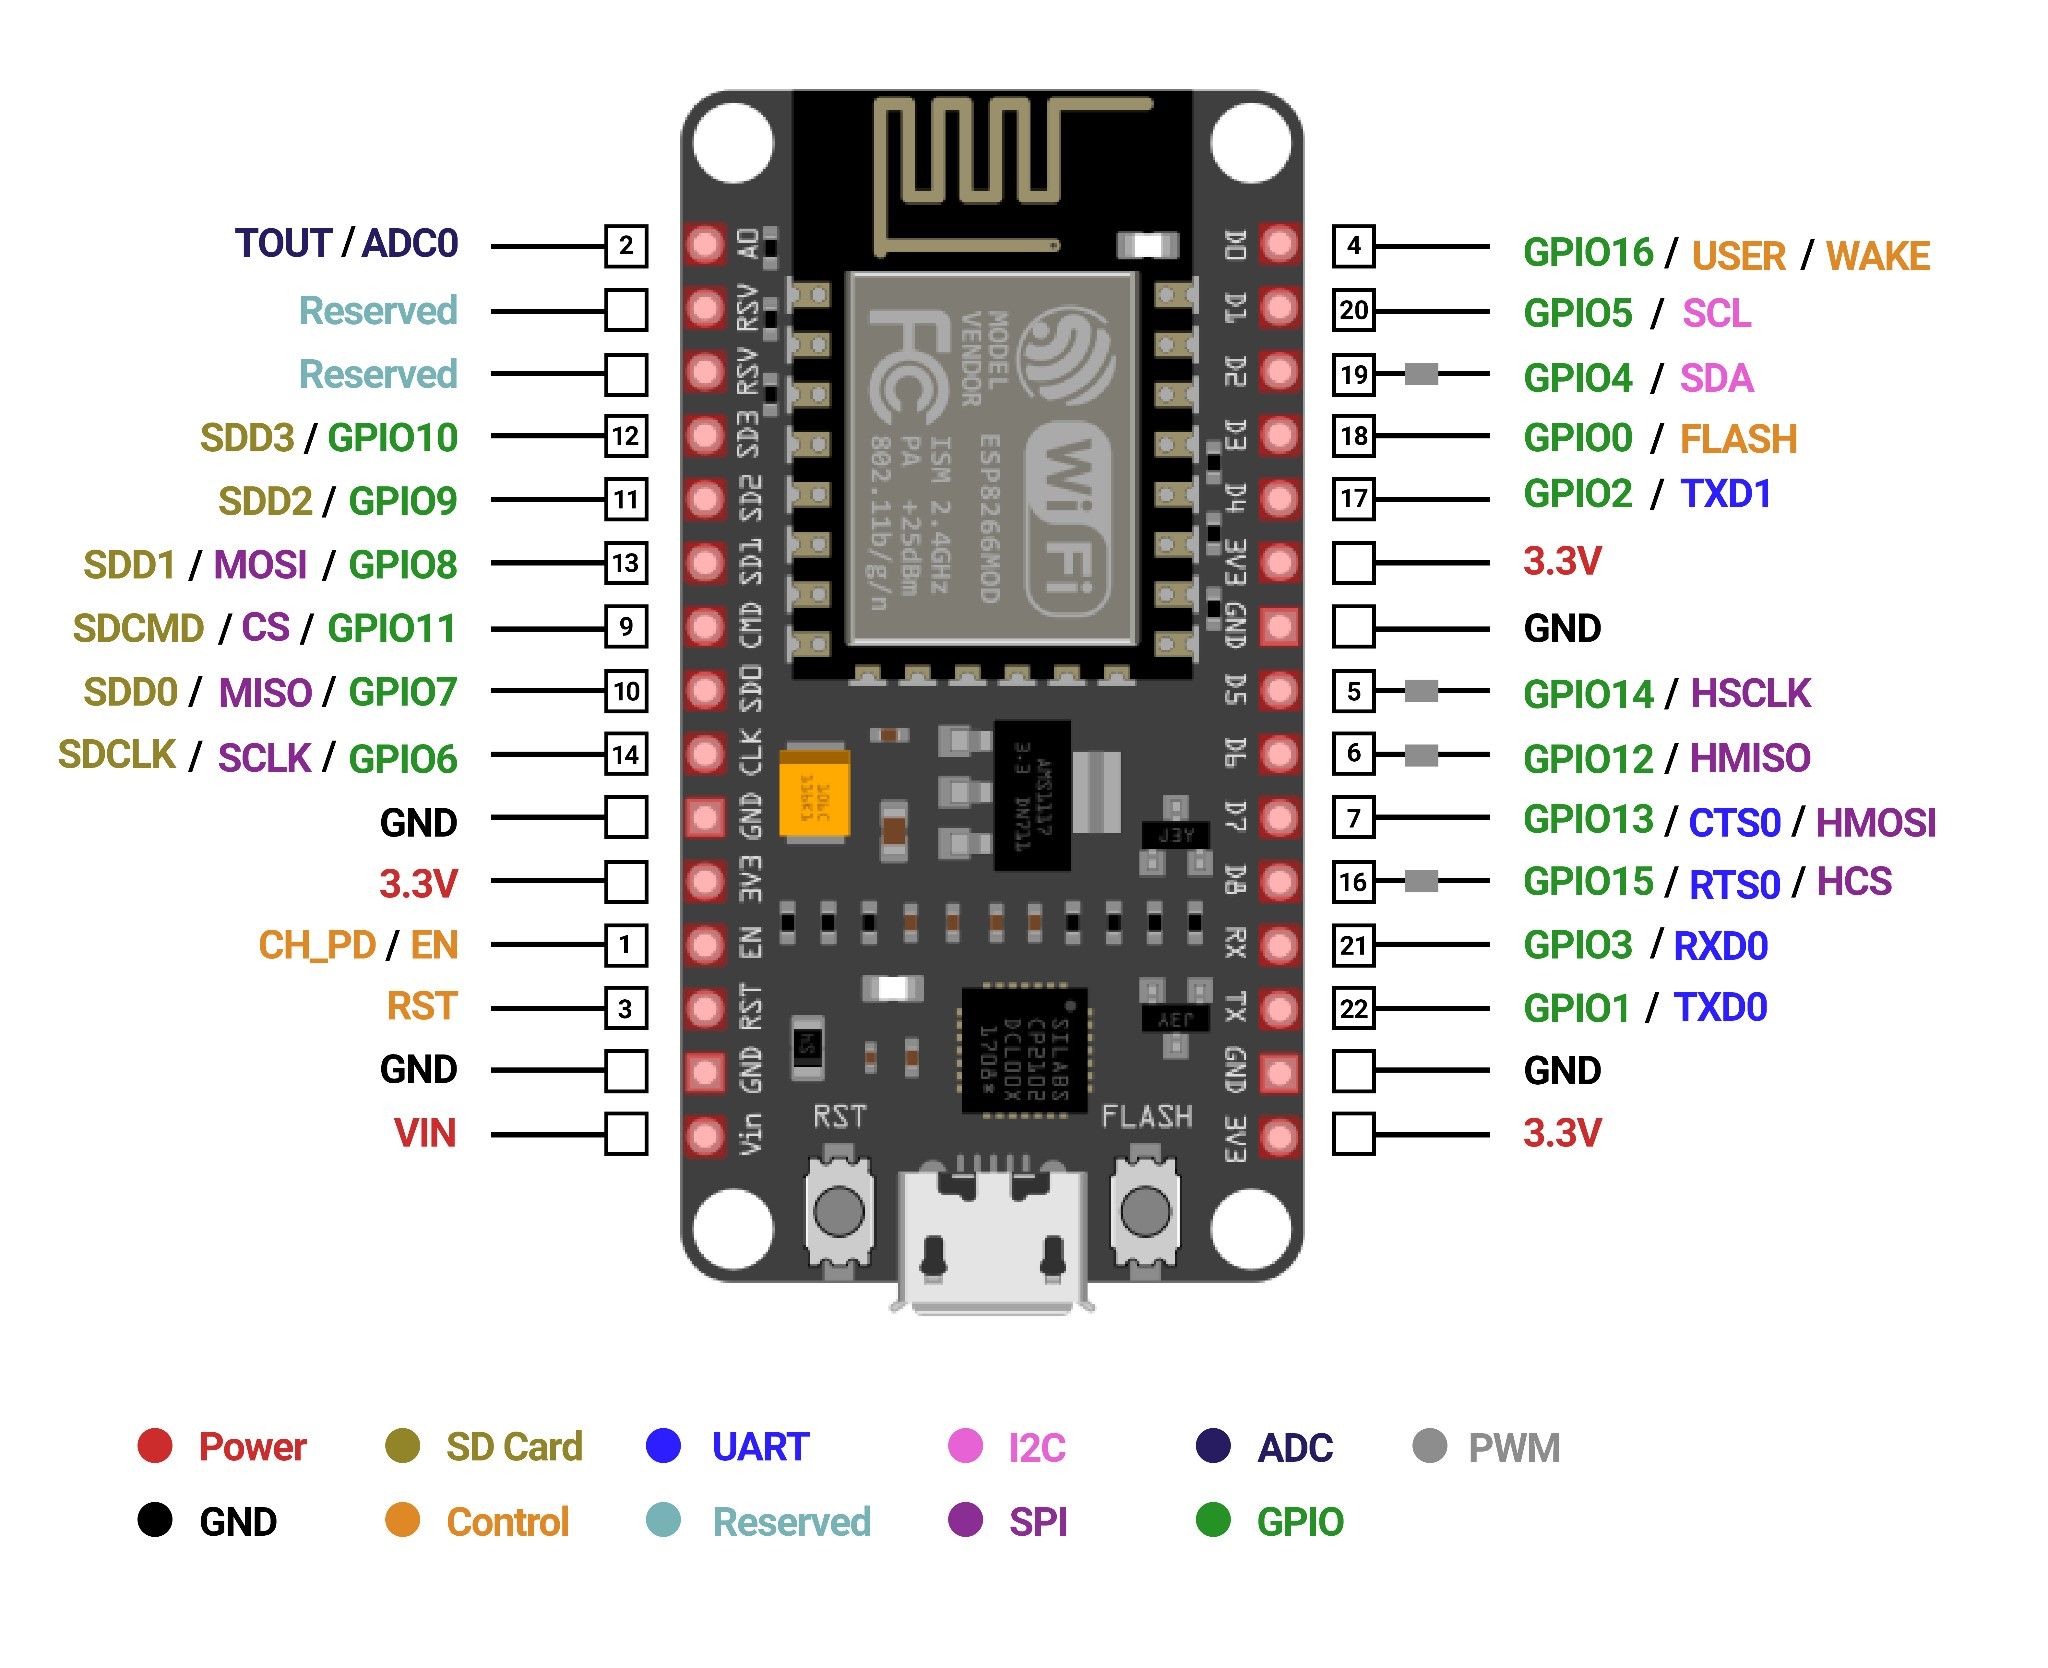 TOUT / ADC0 2 A0 D0 4 GPIO16 / USER / WAKE
Reserved RSV D1 20 GPIO5 / SCL
Reserved RSV D2 19 GPIO4 / SDA
SDD3 / GPIO10 12 SD3 D3 18 GPIO0 / FLASH
SDD2 / GPIO9 11 SD2 D4 17 GPIO2 / TXD1
SDD1 / MOSI / GPIO8 13 SD1 3V3 3.3V
SDCMD / CS / GPIO11 9 CMD GND GND
SDD0 / MISO / GPIO7 10 SD0 D5 5 GPIO14 / HSCLK
SDCLK / SCLK / GPIO6 14 CLK D6 6 GPIO12 / HMISO
GND GND D7 7 GPIO13 / CTS0 / HMOSI
3.3V 3V3 D8 16 GPIO15 / RTS0 / HCS
CH_PD / EN 1 EN RX 21 GPIO3 / RXD0
RST 3 RST TX 22 GPIO1 / TXD0
GND GND GND GND
VIN Vin 3V3 3.3V
MODEL
VENDOR
ESP8266MOD
ISM 2.4GHz
PA +25dBm
802.11b/g/n
FC
WiFi
AMS1117
3.3 DN711
SILABS
CP2102
DCL00X
1706*
RST FLASH
Power SD Card UART I2C ADC PWM
GND Control Reserved SPI GPIO